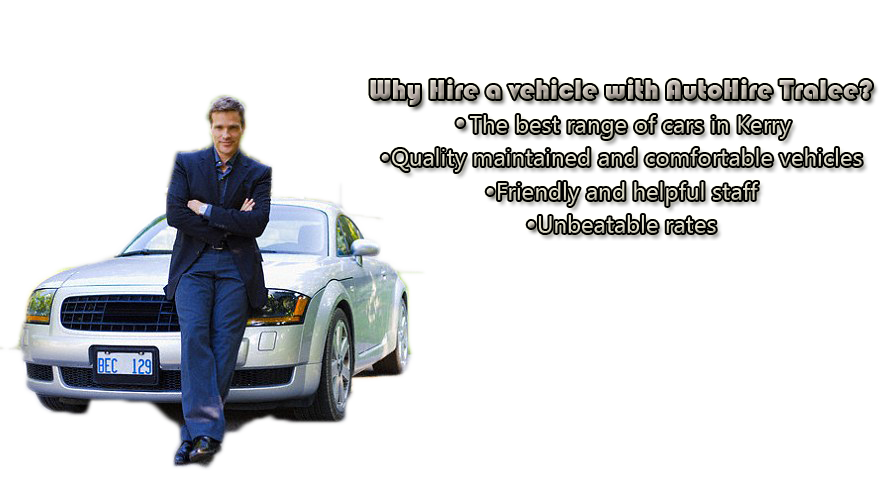 Why Hire a vehicle with AutoHire Tralee?
•The best range of cars in Kerry
•Quality maintained and comfortable vehicles
•Friendly and helpful staff
•Unbeatable rates
BEC 129